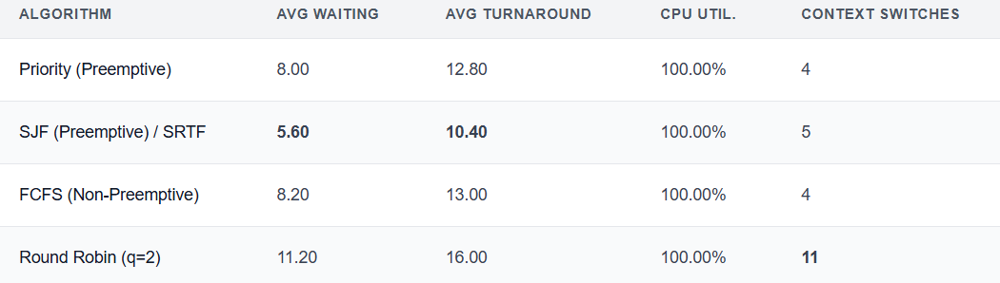 ALGORITHM AVG WAITING AVG TURNAROUND CPU UTIL. CONTEXT SWITCHES
Priority (Preemptive) 8.00 12.80 100.00% 4
SJF (Preemptive) / SRTF 5.60 10.40 100.00% 5
FCFS (Non-Preemptive) 8.20 13.00 100.00% 4
Round Robin (q=2) 11.20 16.00 100.00% 11